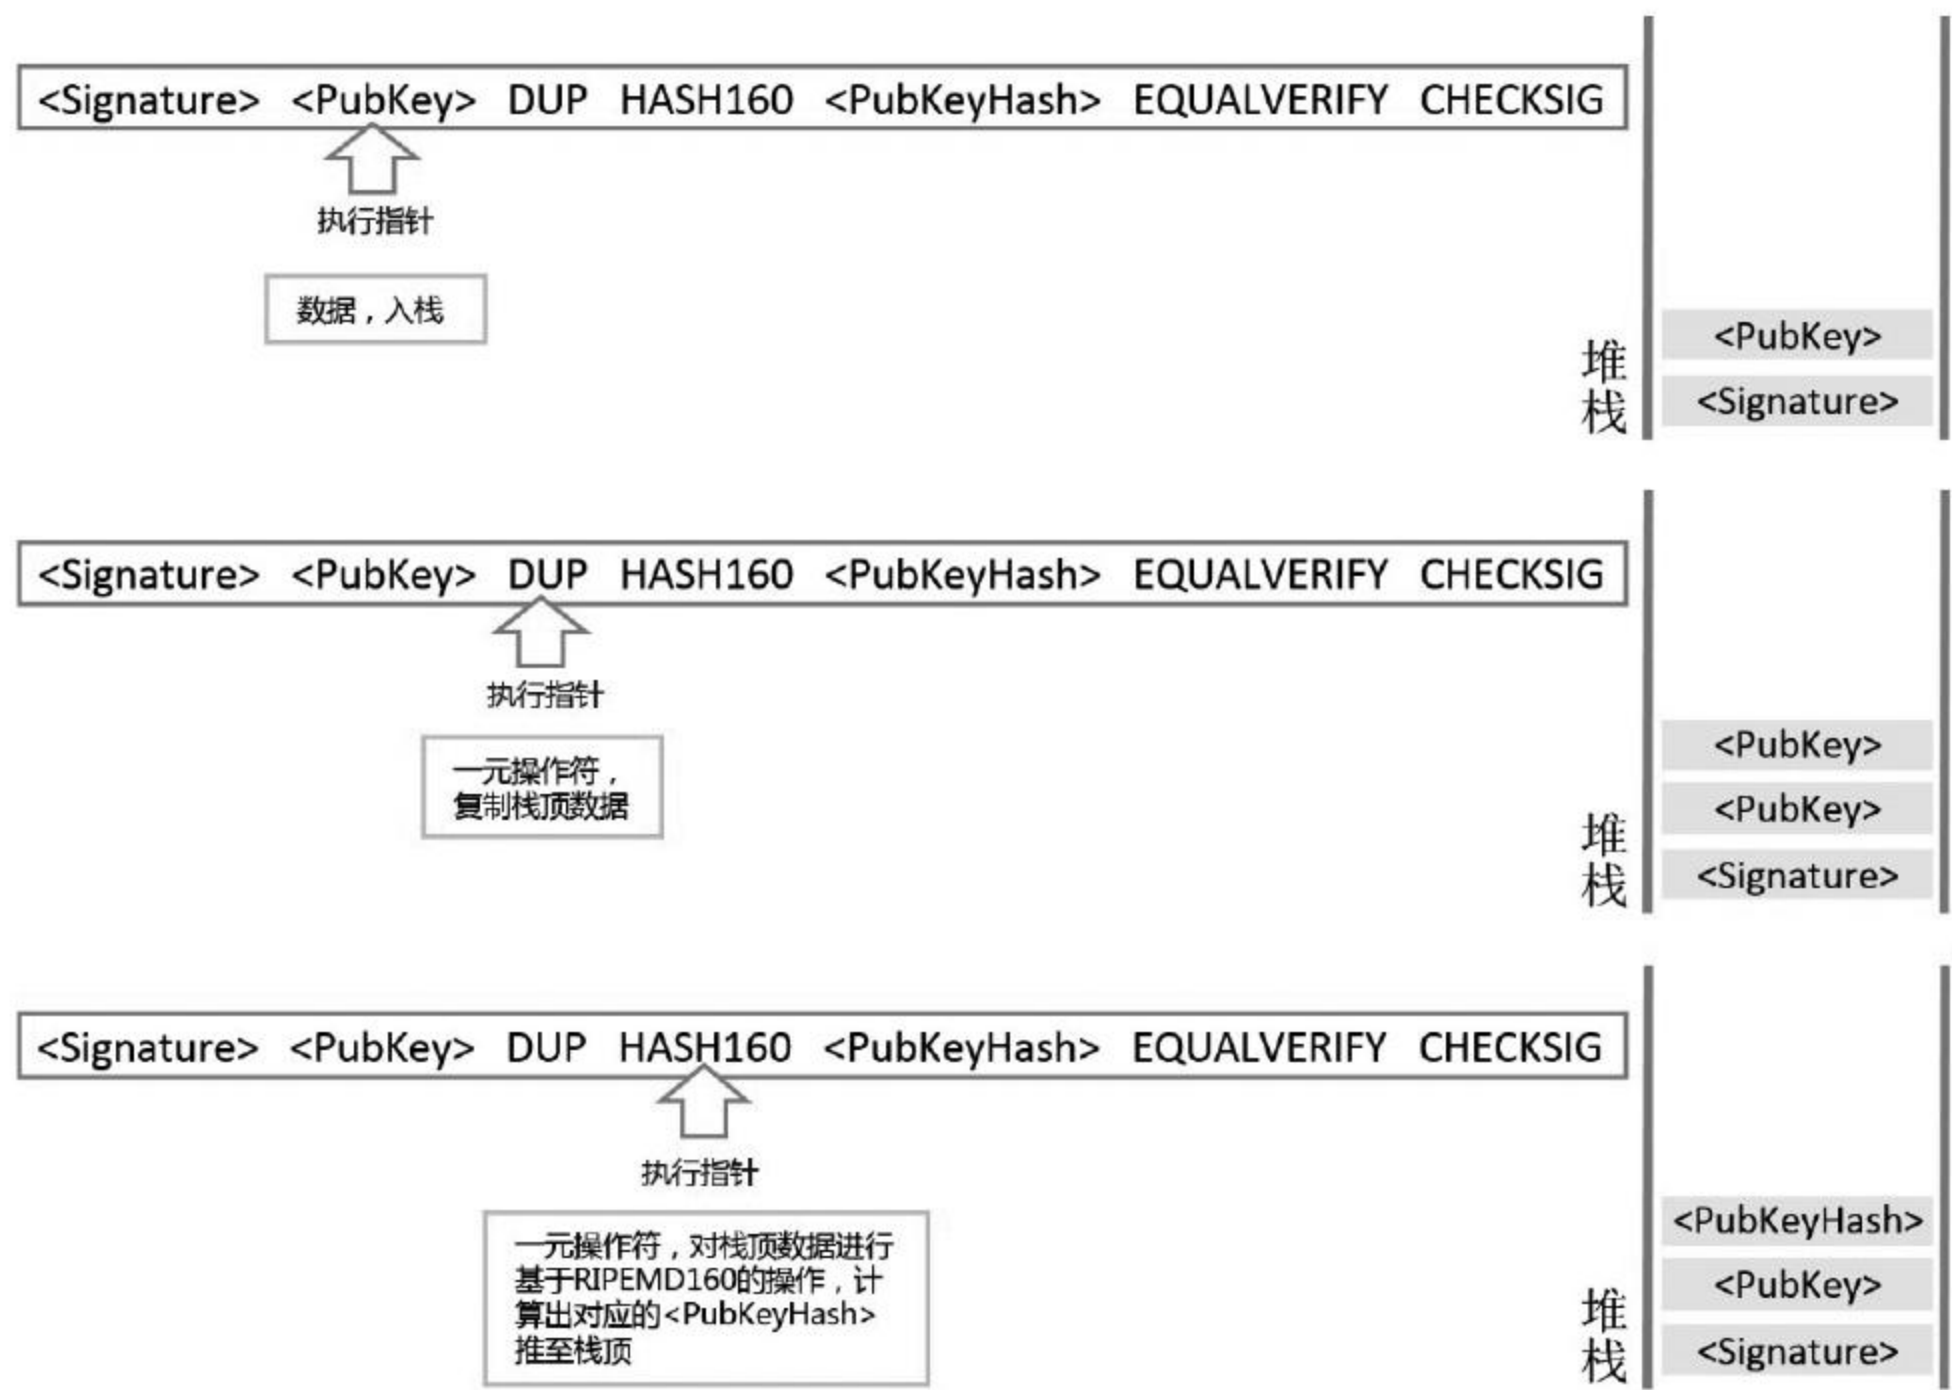 <Signature> <PubKey> DUP HASH160 <PubKeyHash> EQUALVERIFY CHECKSIG
执行指针
数据，入栈
堆
栈
<PubKey>
<Signature>
<Signature> <PubKey> DUP HASH160 <PubKeyHash> EQUALVERIFY CHECKSIG
执行指针
一元操作符，
复制栈顶数据
堆
栈
<PubKey>
<PubKey>
<Signature>
<Signature> <PubKey> DUP HASH160 <PubKeyHash> EQUALVERIFY CHECKSIG
执行指针
一元操作符，对栈顶数据进行
基于RIPEMD160的操作，计
算出对应的<PubKeyHash>
推至栈顶
堆
栈
<PubKeyHash>
<PubKey>
<Signature>